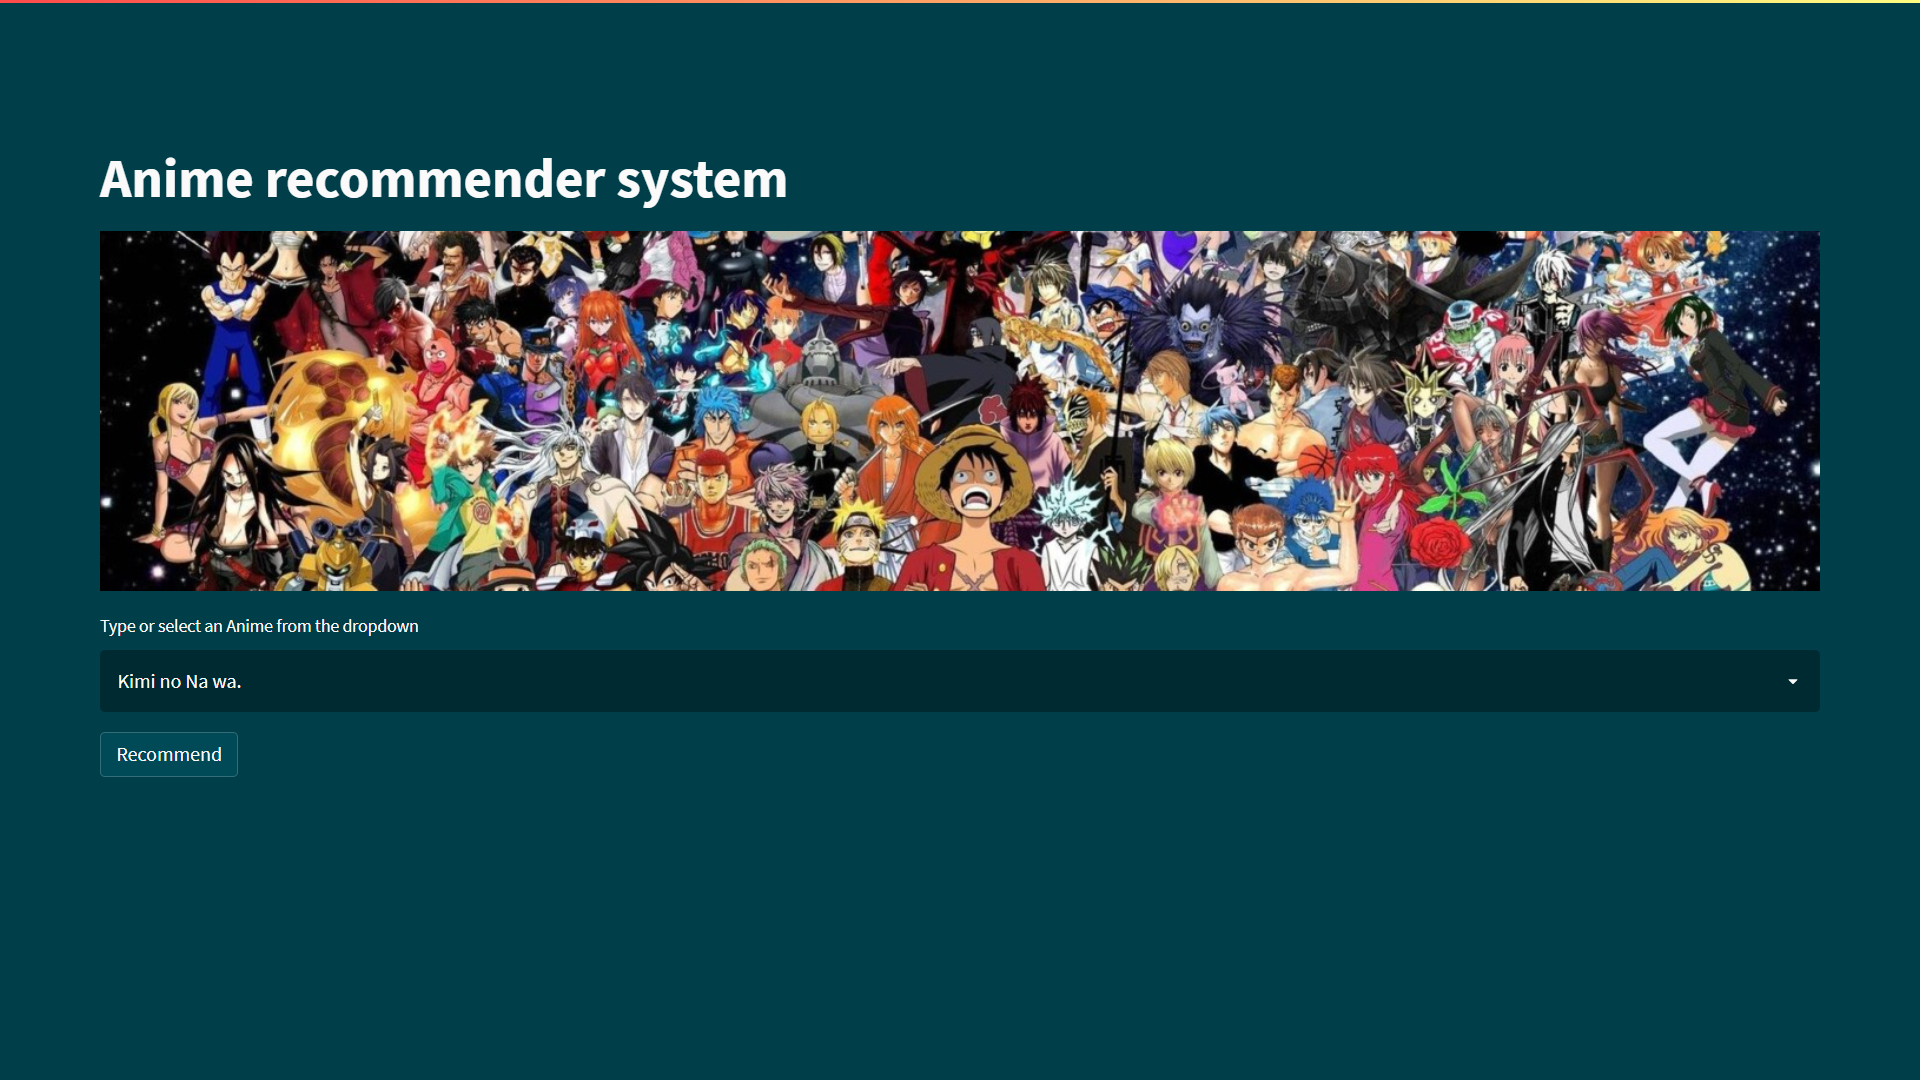 Anime recommender system
Type or select an Anime from the dropdown
Kimi no Na wa.
Recommend